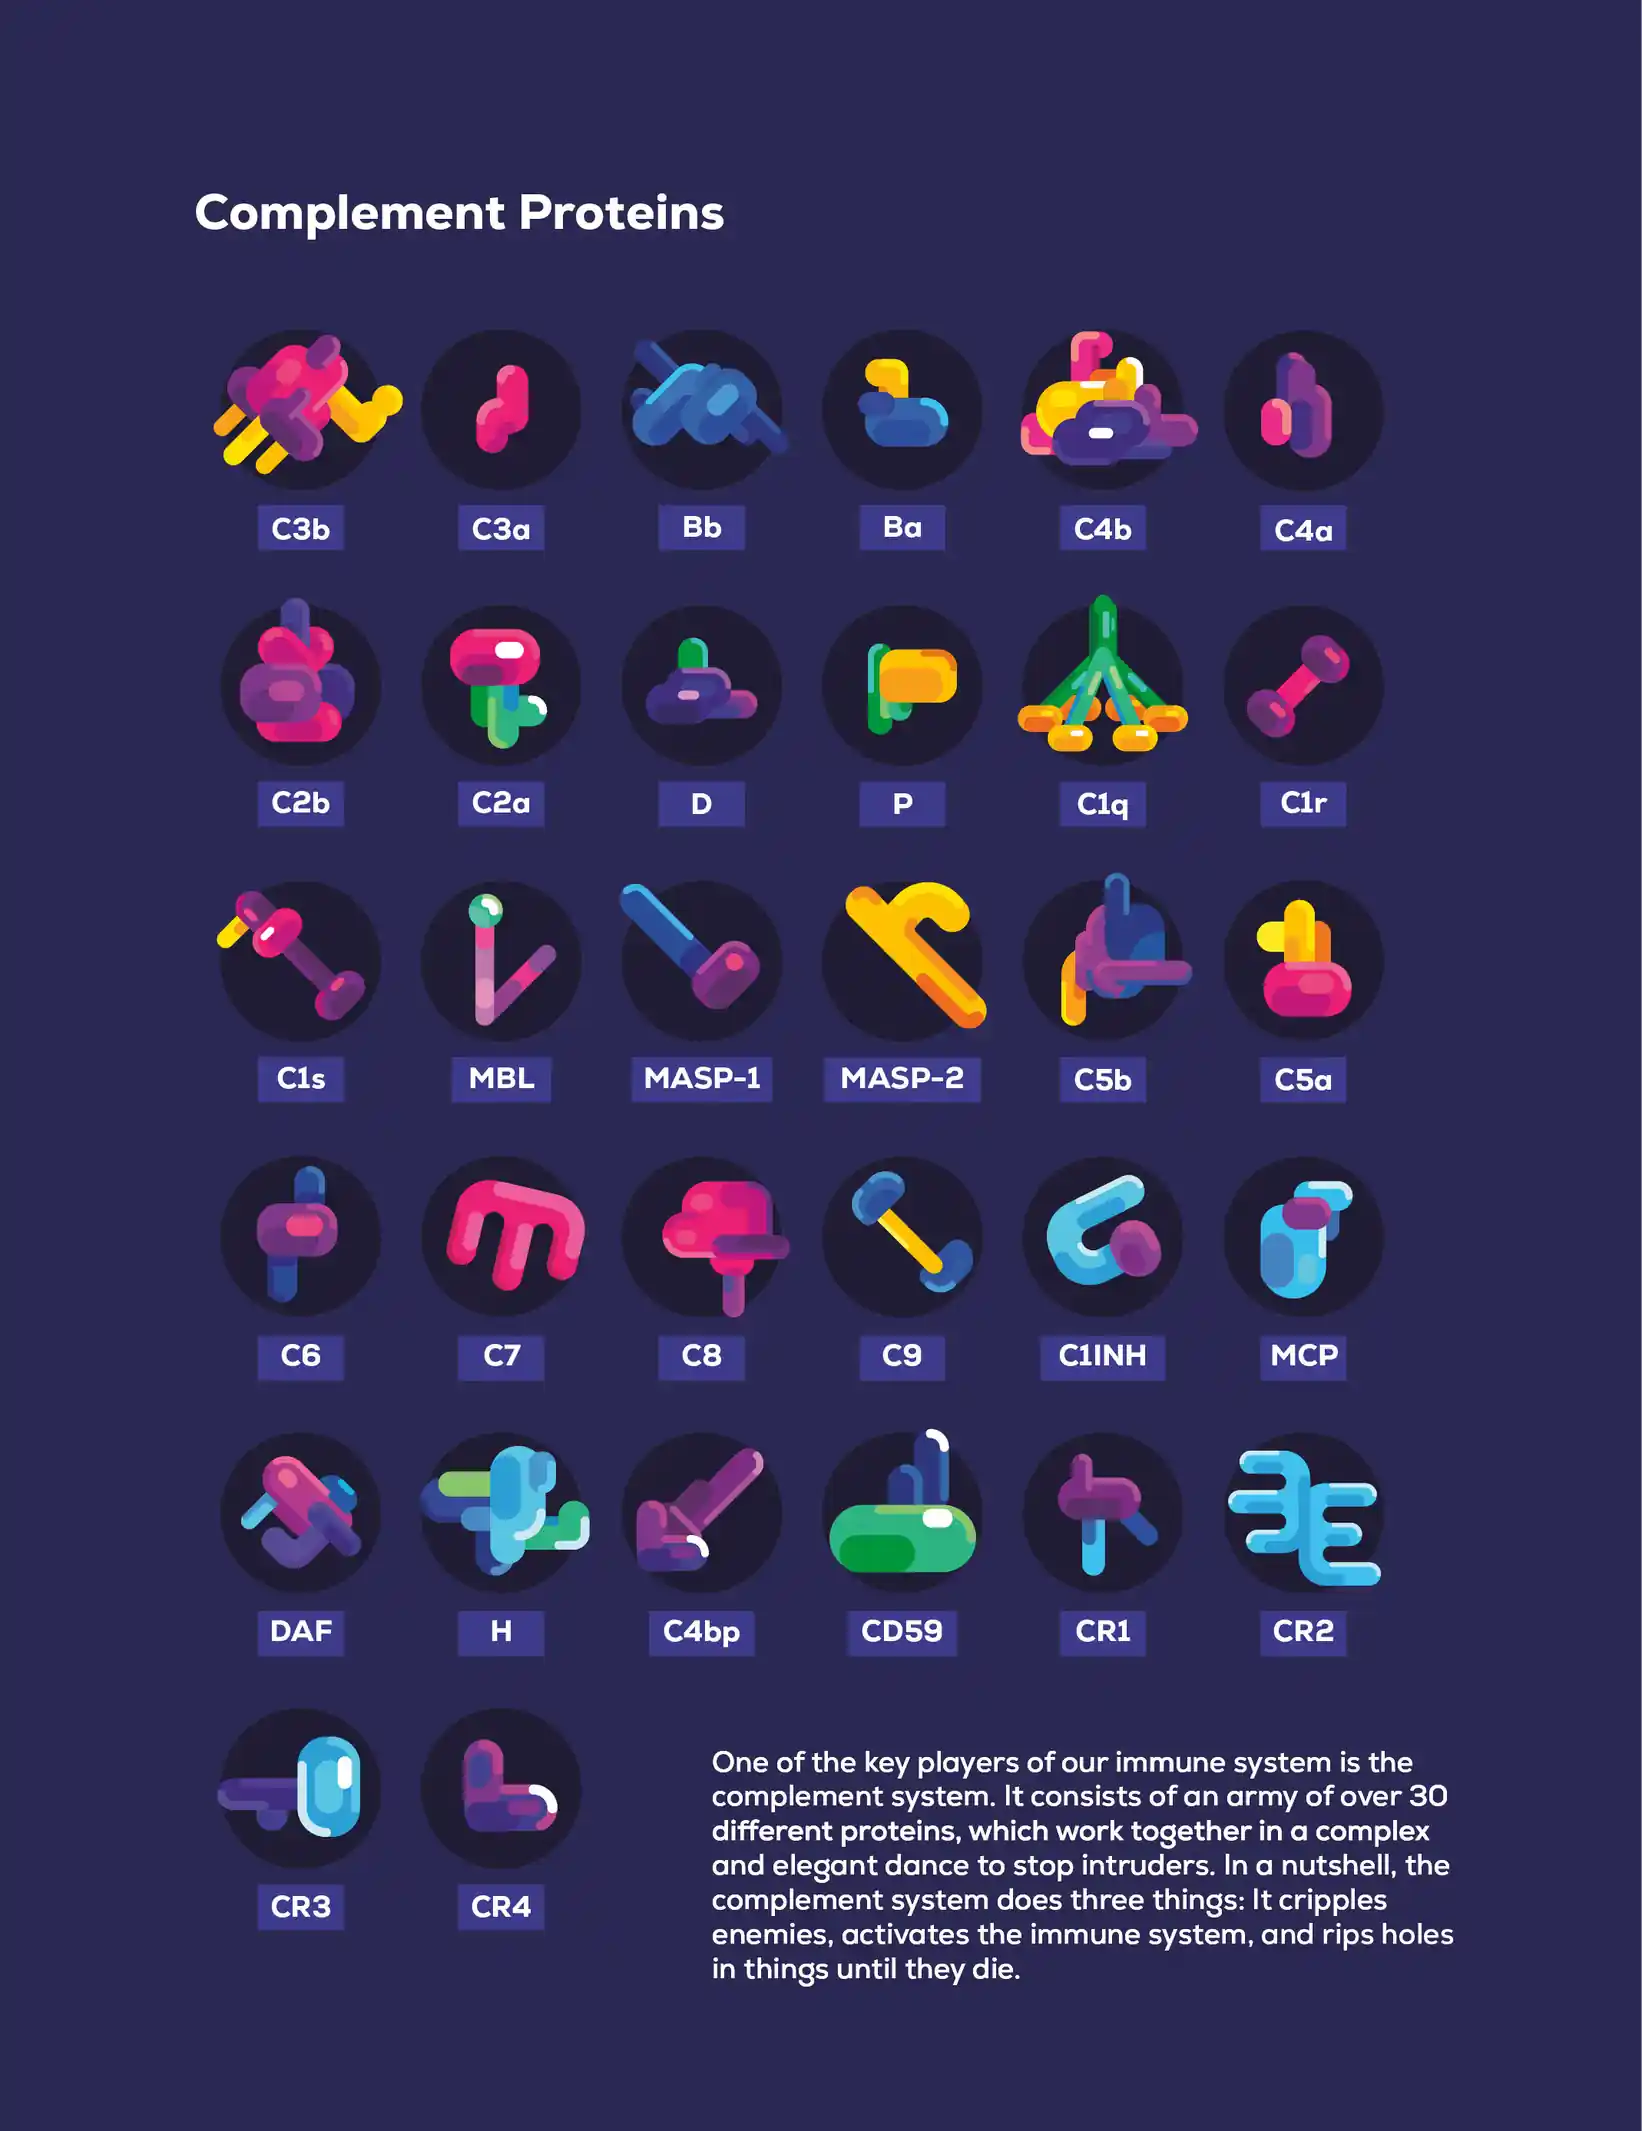 Complement Proteins
C3b C3a Bb Ba C4b C4a
C2b C2a D P C1q C1r
C1s MBL MASP-1 MASP-2 C5b C5a
C6 C7 C8 C9 C1INH MCP
DAF H C4bp CD59 CR1 CR2
CR3 CR4
One of the key players of our immune system is the
complement system. It consists of an army of over 30
different proteins, which work together in a complex
and elegant dance to stop intruders. In a nutshell, the
complement system does three things: It cripples
enemies, activates the immune system, and rips holes
in things until they die.